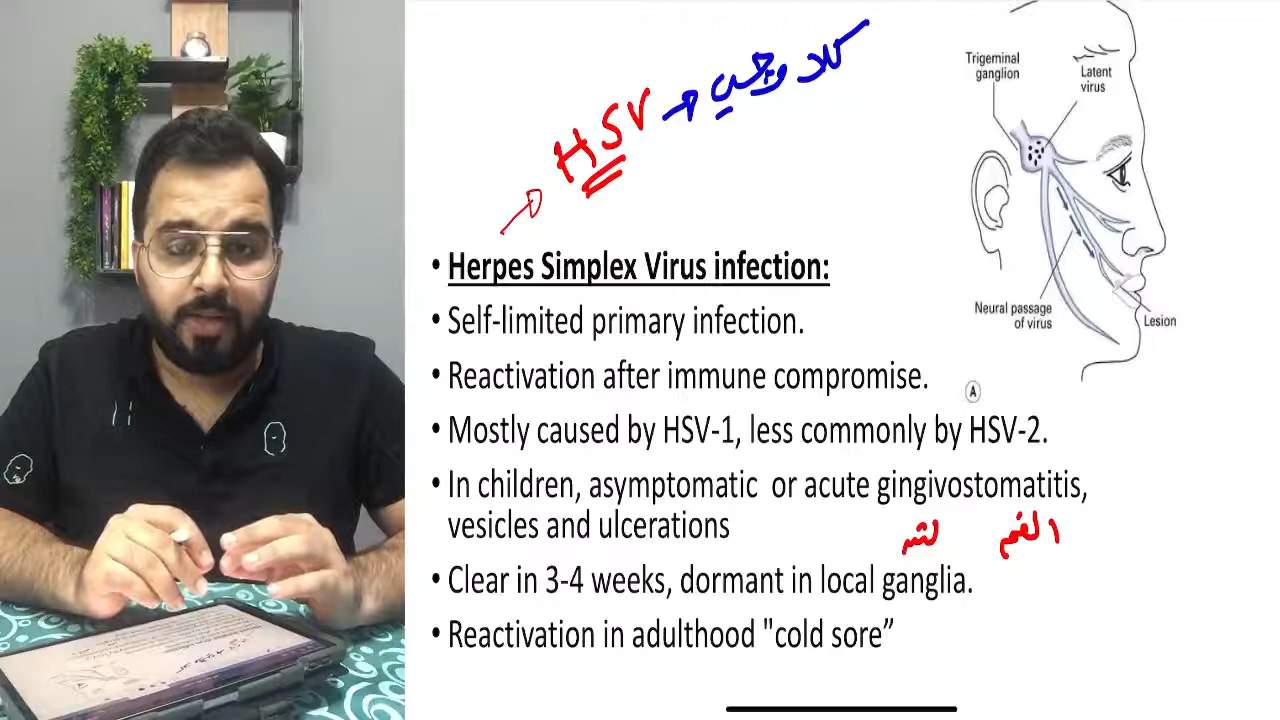 HSV →
Trigeminal
ganglion
Latent
virus
Neural passage
of virus
Lesion
A
• Herpes Simplex Virus infection:
• Self-limited primary infection.
• Reactivation after immune compromise.
• Mostly caused by HSV-1, less commonly by HSV-2.
• In children, asymptomatic or acute gingivostomatitis,
vesicles and ulcerations
لثه الفم
• Clear in 3-4 weeks, dormant in local ganglia.
• Reactivation in adulthood "cold sore”